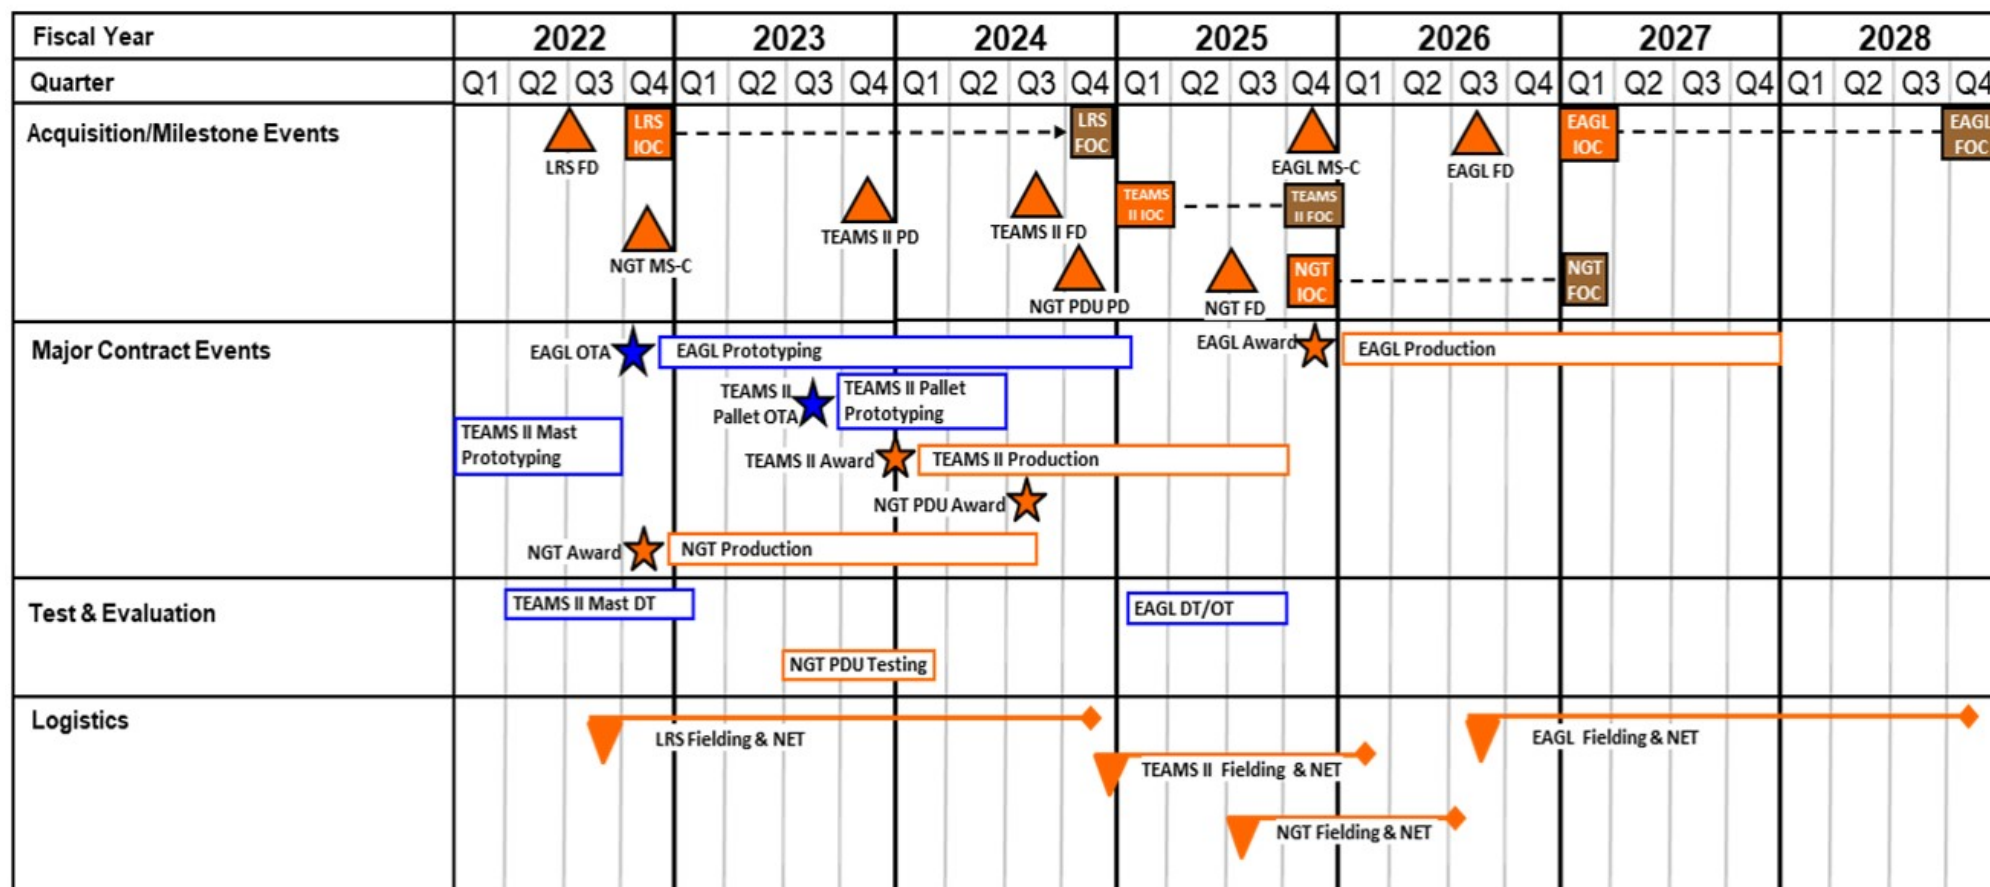 Fiscal Year 2022 2023 2024 2025 2026 2027 2028
Quarter Q1 Q2 Q3 Q4 Q1 Q2 Q3 Q4 Q1 Q2 Q3 Q4 Q1 Q2 Q3 Q4 Q1 Q2 Q3 Q4 Q1 Q2 Q3 Q4 Q1 Q2 Q3 Q4
Acquisition/Milestone Events
LRS FD
LRS
IOC
LRS
FOC
EAGL MS-C
EAGL FD
EAGL
IOC
EAGL
FOC
NGT MS-C
TEAMS II PD
TEAMS II FD
TEAMS
II IOC
TEAMS
II FOC
NGT PDU PD
NGT FD
NGT
IOC
NGT
FOC
Major Contract Events
EAGL OTA
EAGL Prototyping
EAGL Award
EAGL Production
TEAMS II
Pallet OTA
TEAMS II Pallet
Prototyping
TEAMS II Mast
Prototyping
TEAMS II Award
TEAMS II Production
NGT PDU Award
NGT Award
NGT Production
Test & Evaluation
TEAMS II Mast DT
EAGL DT/OT
NGT PDU Testing
Logistics
LRS Fielding & NET
EAGL Fielding & NET
TEAMS II Fielding & NET
NGT Fielding & NET